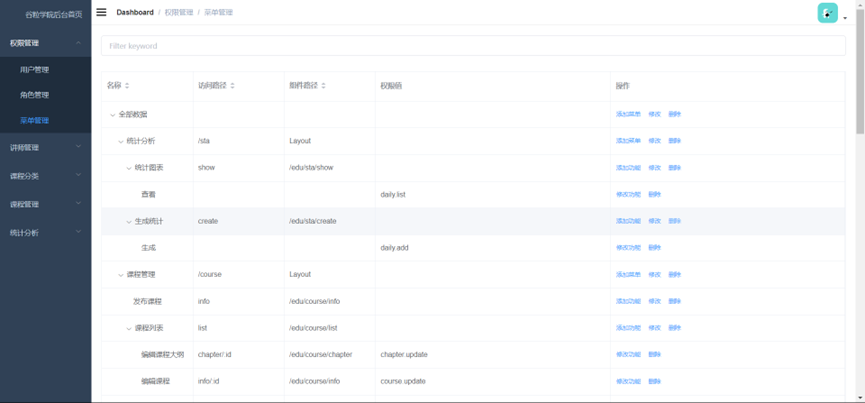 谷粒学院后台首页
Dashboard / 权限管理 / 菜单管理
权限管理
用户管理
角色管理
菜单管理
讲师管理
课程分类
课程管理
统计分析
Filter keyword
名称 访问路径 组件路径 权限值 操作
全部数据 添加菜单 修改 删除
统计分析 /sta Layout 添加菜单 修改 删除
统计图表 show /edu/sta/show 添加功能 修改 删除
查看 daily.list 修改功能 删除
生成统计 create /edu/sta/create 添加功能 修改 删除
生成 daily.add 修改功能 删除
课程管理 /course Layout 添加菜单 修改 删除
发布课程 info /edu/course/info 添加功能 修改 删除
课程列表 list /edu/course/list 添加功能 修改 删除
编辑课程大纲 chapter/:id /edu/course/chapter chapter.update 修改功能 删除
编辑课程 info/:id /edu/course/info course.update 修改功能 删除